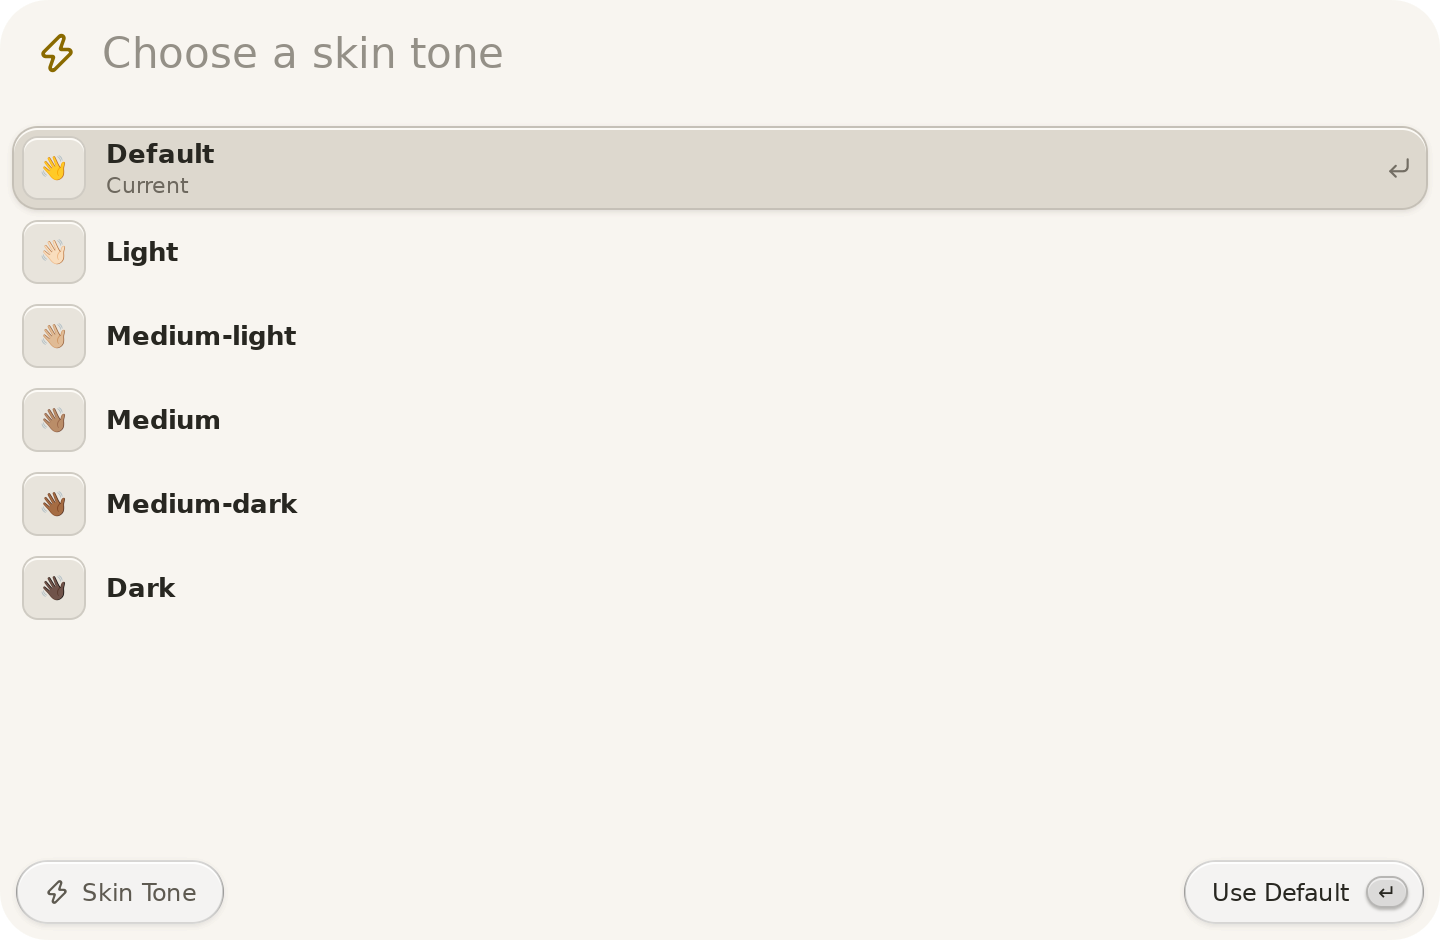 Choose a skin tone
Default
Current
Light
Medium-light
Medium
Medium-dark
Dark
Skin Tone
Use Default